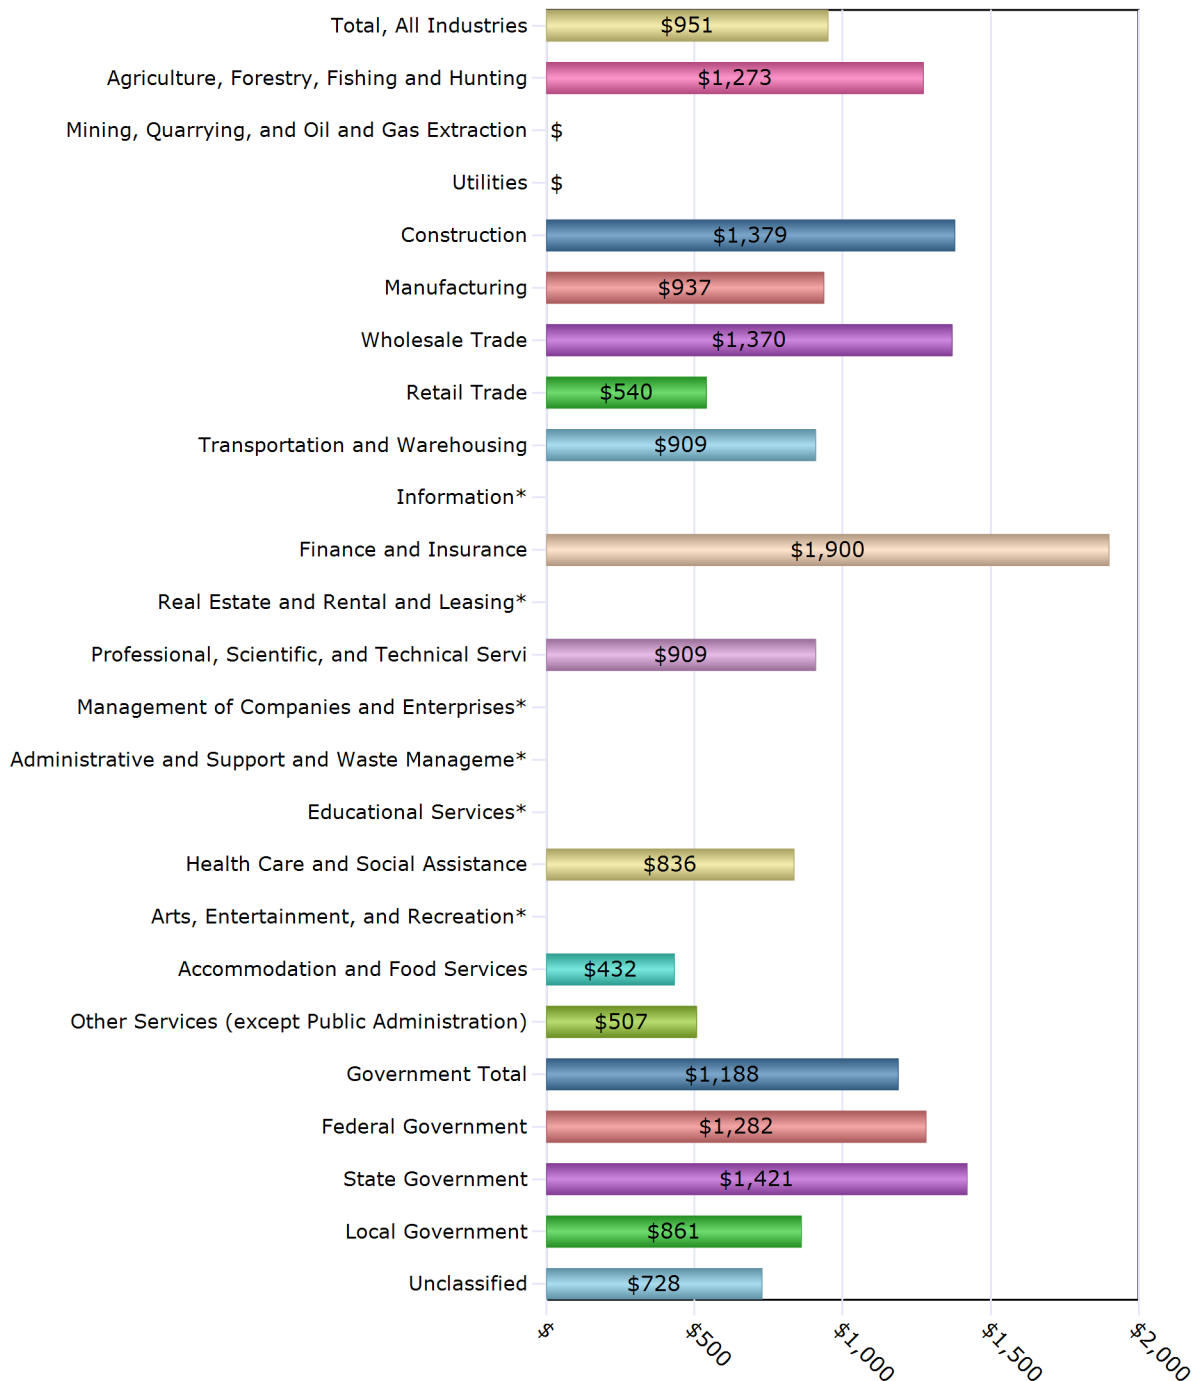 Total, All Industries $951
Agriculture, Forestry, Fishing and Hunting $1,273
Mining, Quarrying, and Oil and Gas Extraction $
Utilities $
Construction $1,379
Manufacturing $937
Wholesale Trade $1,370
Retail Trade $540
Transportation and Warehousing $909
Information*
Finance and Insurance $1,900
Real Estate and Rental and Leasing*
Professional, Scientific, and Technical Servi $909
Management of Companies and Enterprises*
Administrative and Support and Waste Manageme*
Educational Services*
Health Care and Social Assistance $836
Arts, Entertainment, and Recreation*
Accommodation and Food Services $432
Other Services (except Public Administration) $507
Government Total $1,188
Federal Government $1,282
State Government $1,421
Local Government $861
Unclassified $728
$ $500 $1,000 $1,500 $2,000